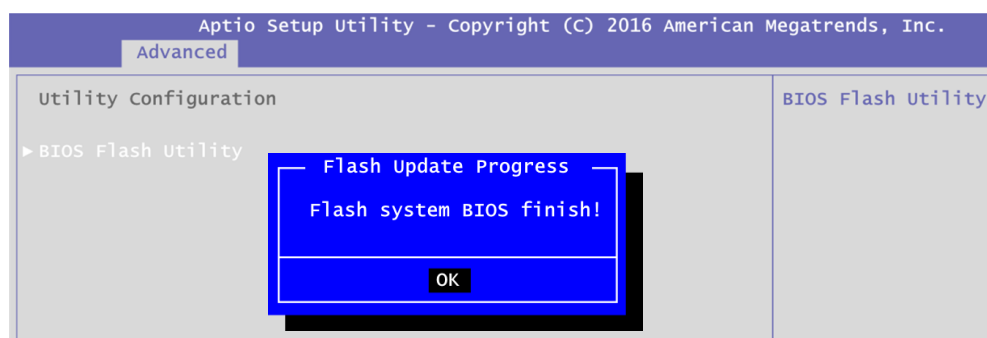 Aptio Setup Utility – Copyright (C) 2016 American Megatrends, Inc.
Advanced
Utility Configuration
BIOS Flash Utility
►BIOS Flash Utility
Flash Update Progress
Flash system BIOS finish!
OK